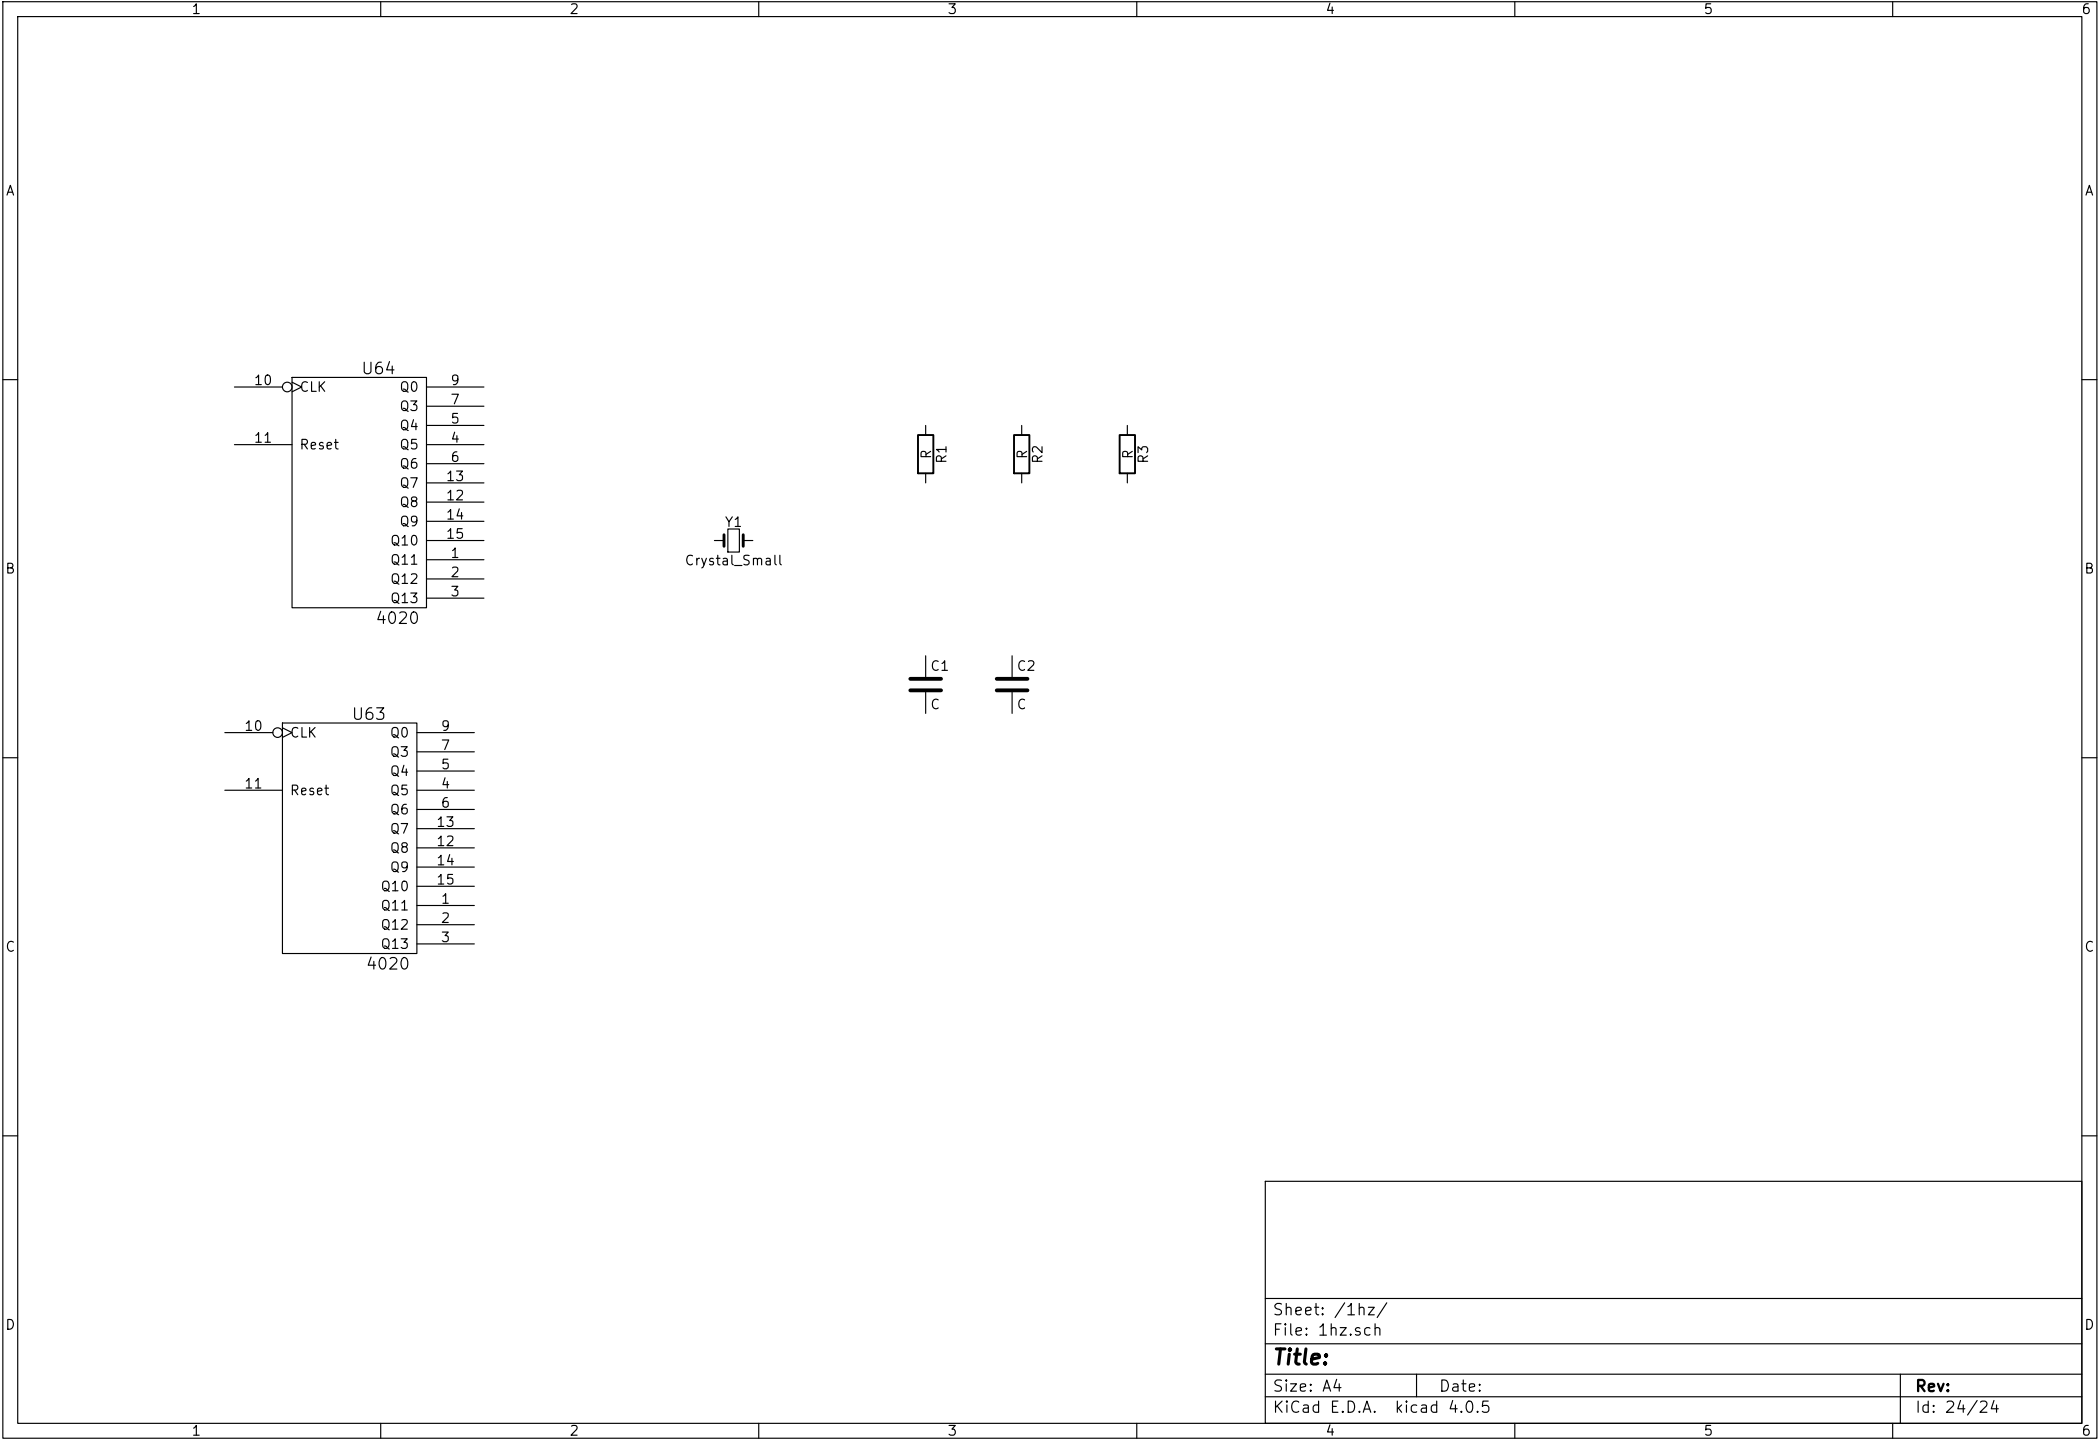 1 2 3 4 5 6
A A
U64
10 CLK Q0 9
Q3 7
Q4 5
11 Reset Q5 4
Q6 6
Q7 13
Q8 12
Q9 14
Q10 15
Q11 1
Q12 2
Q13 3
4020
R R1
R R2
R R3
Y1
Crystal_Small
B B
C1
C
C2
C
U63
10 CLK Q0 9
Q3 7
Q4 5
11 Reset Q5 4
Q6 6
Q7 13
Q8 12
Q9 14
Q10 15
Q11 1
Q12 2
Q13 3
4020
C C
D D
Sheet: /1hz/
File: 1hz.sch
Title:
Size: A4 Date: Rev:
KiCad E.D.A. kicad 4.0.5 Id: 24/24
1 2 3 4 5 6